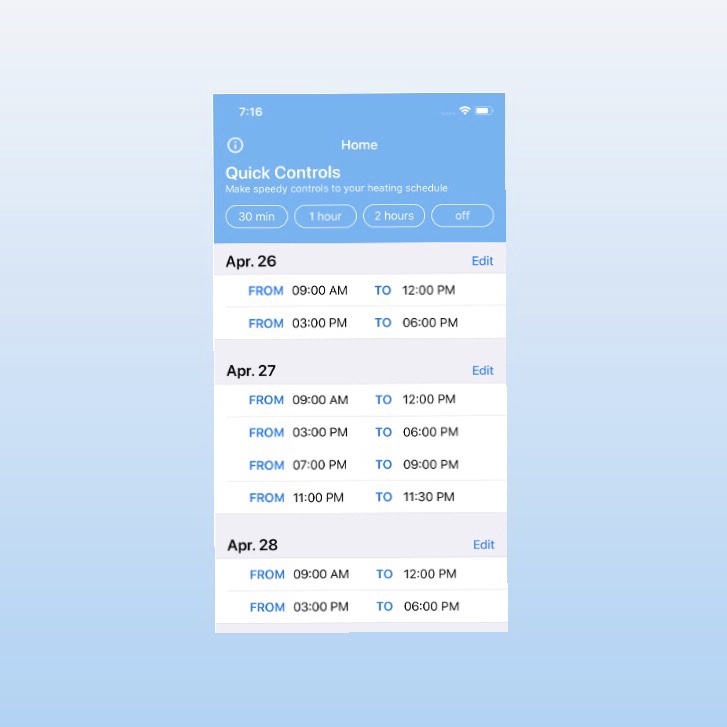 7:16
Home
Quick Controls
Make speedy controls to your heating schedule
30 min 1 hour 2 hours off
Apr. 26 Edit
FROM 09:00 AM TO 12:00 PM
FROM 03:00 PM TO 06:00 PM
Apr. 27 Edit
FROM 09:00 AM TO 12:00 PM
FROM 03:00 PM TO 06:00 PM
FROM 07:00 PM TO 09:00 PM
FROM 11:00 PM TO 11:30 PM
Apr. 28 Edit
FROM 09:00 AM TO 12:00 PM
FROM 03:00 PM TO 06:00 PM